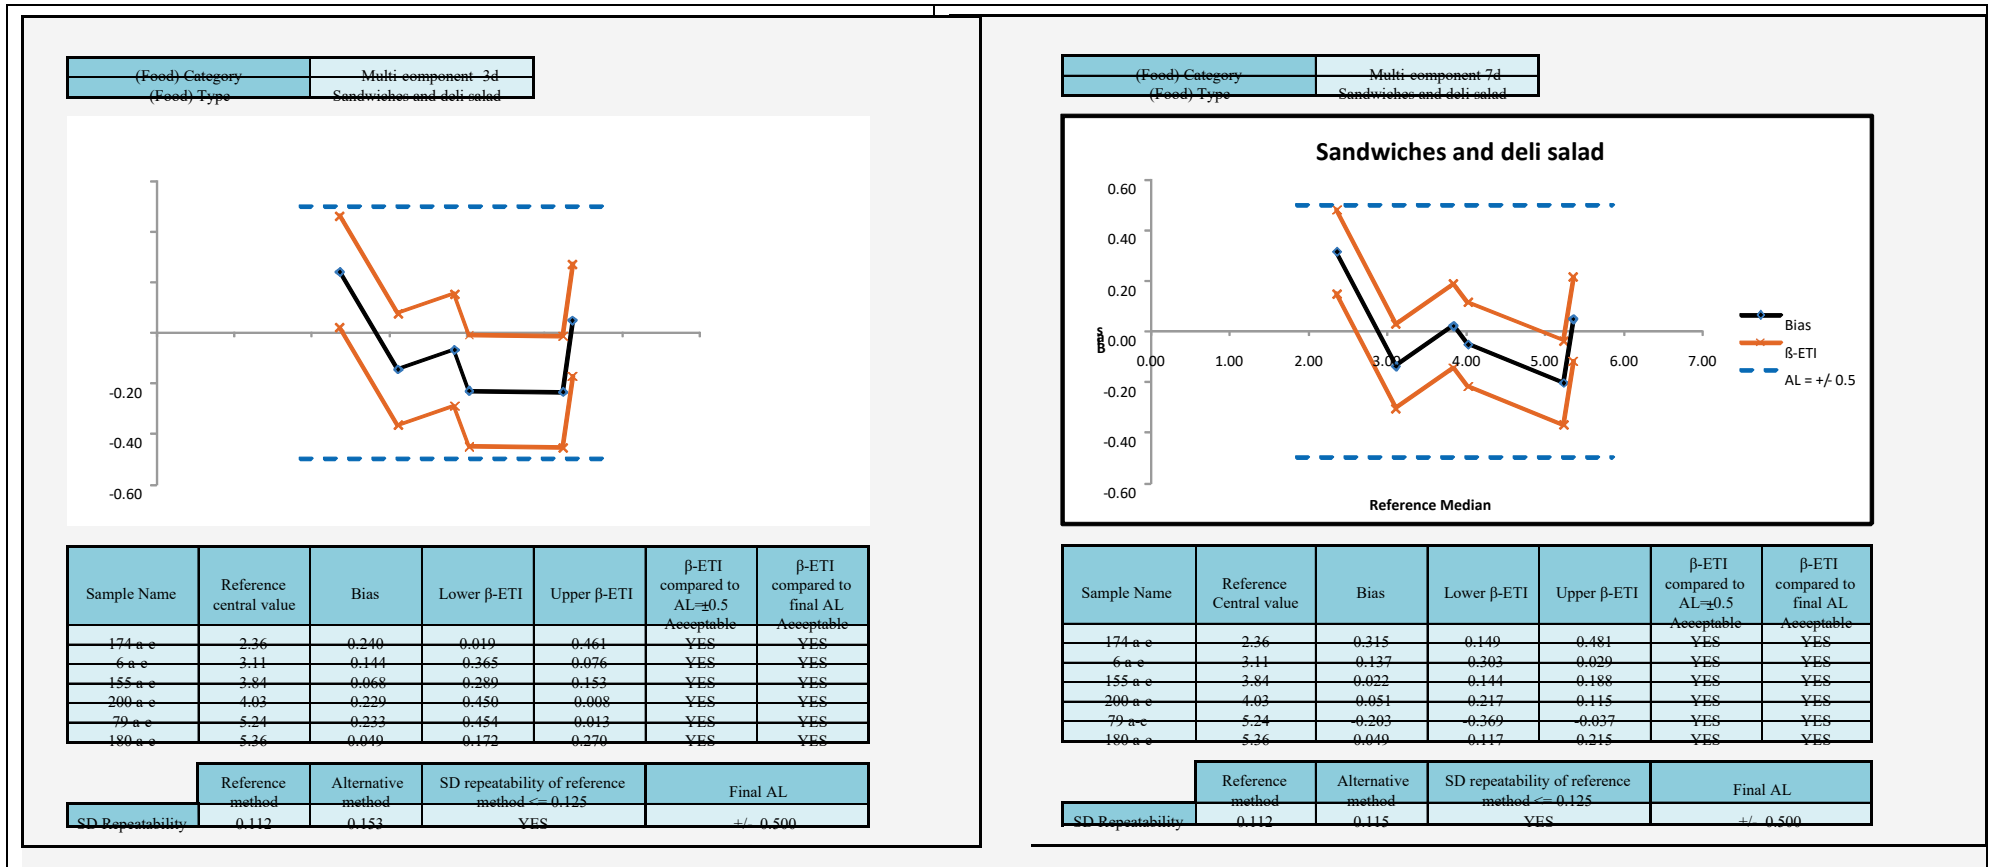 (Food) Category Multi component 3d
(Food) Type Sandwiches and deli salad
-0.20
-0.40
-0.60
Sample Name Reference central value Bias Lower β-ETI Upper β-ETI β-ETI compared to AL=±0.5 Acceptable β-ETI compared to final AL Acceptable
174 a-e 2.36 0.240 0.019 0.461 YES YES
6 a-e 3.11 0.144 0.365 0.076 YES YES
155 a-e 3.84 0.068 0.289 0.153 YES YES
200 a-e 4.03 0.229 0.450 0.008 YES YES
79 a-e 5.24 0.233 0.454 0.013 YES YES
180 a-e 5.36 0.049 0.172 0.270 YES YES
Reference method Alternative method SD repeatability of reference method <= 0.125 Final AL
SD Repeatability 0.112 0.153 YES +/- 0.500
(Food) Category Multi component 7d
(Food) Type Sandwiches and deli salad
Sandwiches and deli salad
0.60
0.40
0.20
0.00
-0.20
-0.40
-0.60
Bias
0.00 1.00 2.00 3.00 4.00 5.00 6.00 7.00
Reference Median
Bias
ß-ETI
AL = +/- 0.5
Sample Name Reference Central value Bias Lower β-ETI Upper β-ETI β-ETI compared to AL=±0.5 Acceptable β-ETI compared to final AL Acceptable
174 a-e 2.36 0.315 0.149 0.481 YES YES
6 a-e 3.11 0.137 0.303 0.029 YES YES
155 a-e 3.84 0.022 0.144 0.188 YES YES
200 a-e 4.03 0.051 0.217 0.115 YES YES
79 a-c 5.24 -0.203 -0.369 -0.037 YES YES
180 a-e 5.36 0.049 0.117 0.215 YES YES
Reference method Alternative method SD repeatability of reference method <= 0.125 Final AL
SD Repeatability 0.112 0.115 YES +/- 0.500